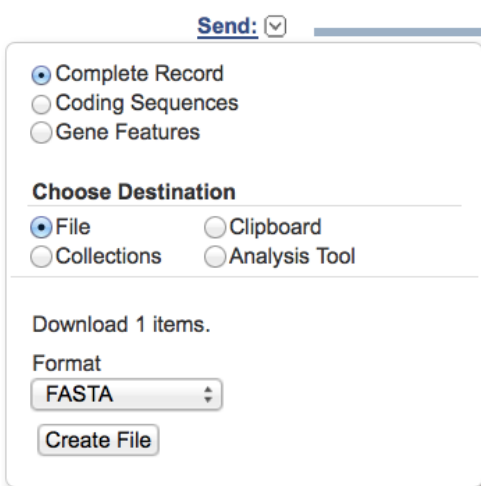 Send:
Complete Record
Coding Sequences
Gene Features
Choose Destination
File Clipboard
Collections Analysis Tool
Download 1 items.
Format
FASTA
Create File